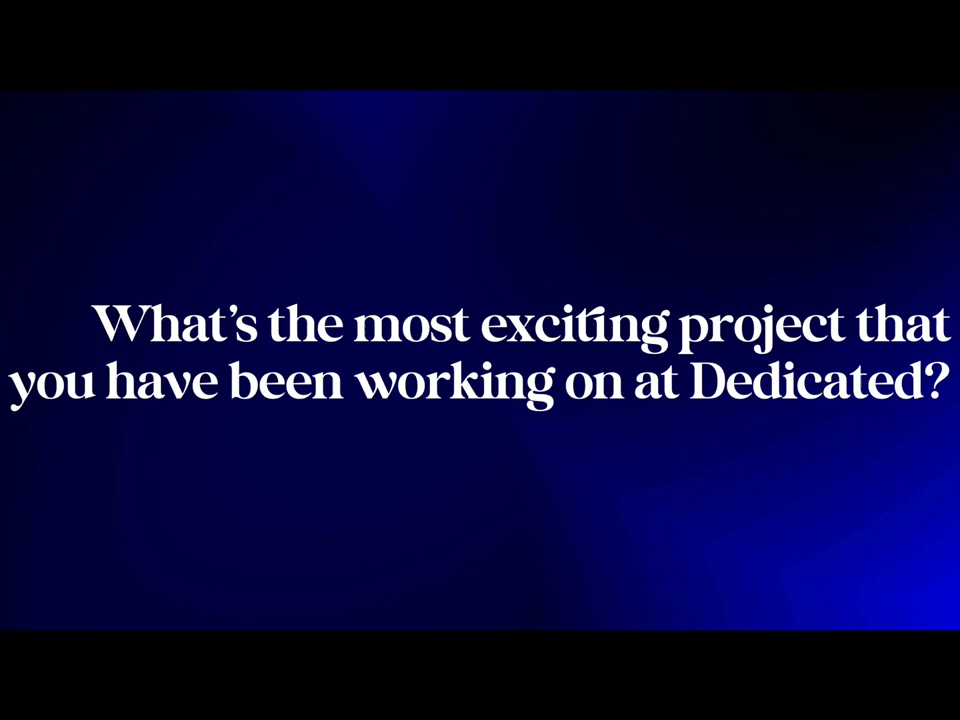 What's the most exciting project that
you have been working on at Dedicated?